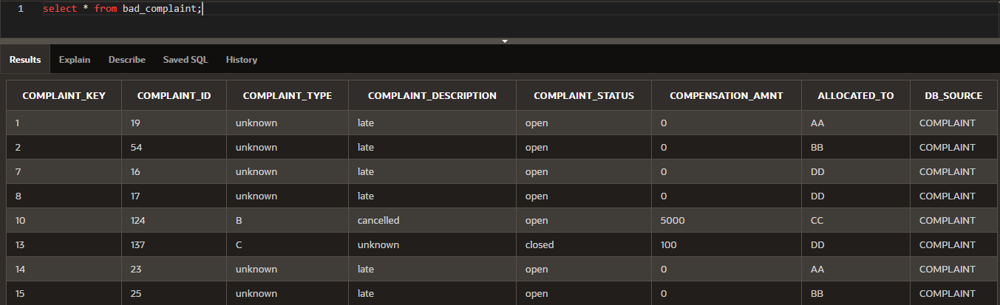 1 select * from bad_complaint;
Results Explain Describe Saved SQL History
COMPLAINT_KEY COMPLAINT_ID COMPLAINT_TYPE COMPLAINT_DESCRIPTION COMPLAINT_STATUS COMPENSATION_AMNT ALLOCATED_TO DB_SOURCE
1 19 unknown late open 0 AA COMPLAINT
2 54 unknown late open 0 BB COMPLAINT
7 16 unknown late open 0 DD COMPLAINT
8 17 unknown late open 0 DD COMPLAINT
10 124 B cancelled open 5000 CC COMPLAINT
13 137 C unknown closed 100 DD COMPLAINT
14 23 unknown late open 0 AA COMPLAINT
15 25 unknown late open 0 BB COMPLAINT